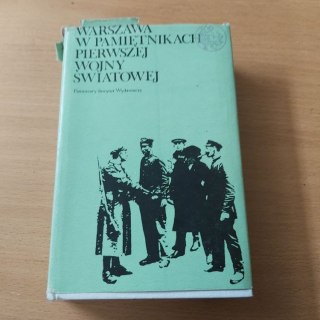 WARSZAWA
W PAMIĘTNIKACH
PIERWSZEJ
WOJNY
ŚWIATOWEJ
Państwowy Instytut Wydawniczy